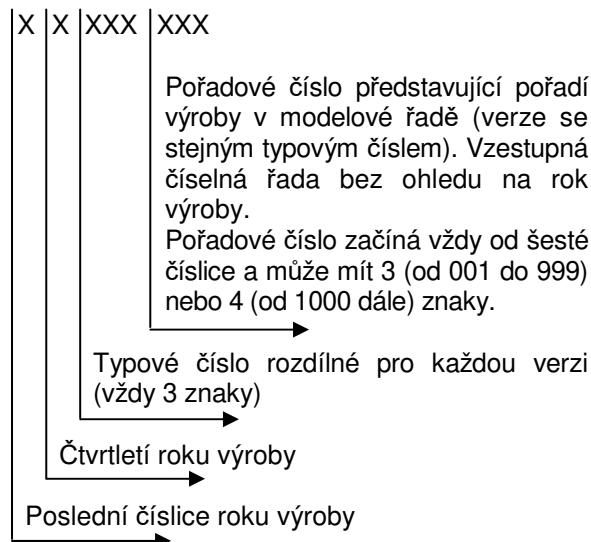 X X XXX XXX
Pořadové číslo představující pořadí
výroby v modelové řadě (verze se
stejným typovým číslem). Vzestupná
číselná řada bez ohledu na rok
výroby.
Pořadové číslo začíná vždy od šesté
číslice a může mít 3 (od 001 do 999)
nebo 4 (od 1000 dále) znaky.
Typové číslo rozdílné pro každou verzi
(vždy 3 znaky)
Čtvrtletí roku výroby
Poslední číslice roku výroby